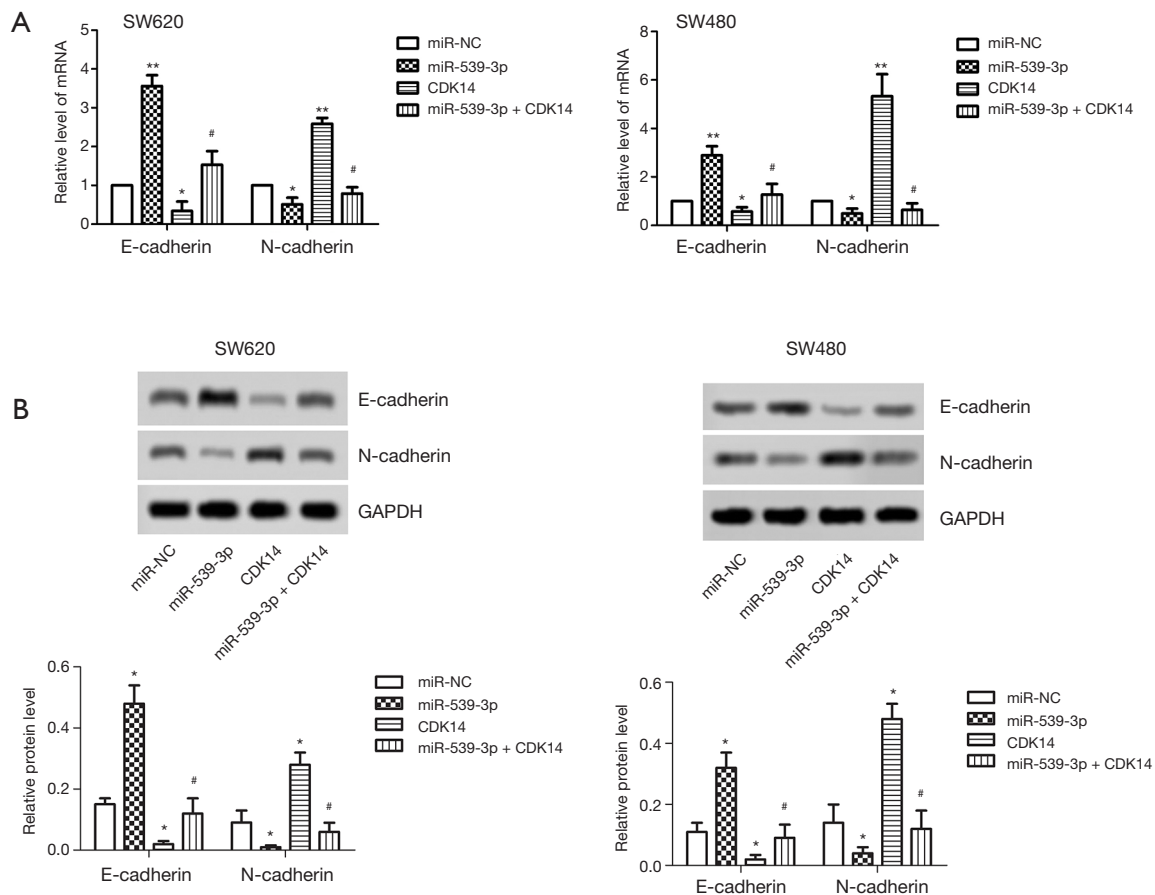 A
SW620
Relative level of mRNA
5
4
3
2
1
0
**
*
#
*
**
#
E-cadherin
N-cadherin
miR-NC
miR-539-3p
CDK14
miR-539-3p + CDK14
SW480
Relative level of mRNA
8
6
4
2
0
**
*
#
*
**
#
E-cadherin
N-cadherin
miR-NC
miR-539-3p
CDK14
miR-539-3p + CDK14
B
SW620
E-cadherin
N-cadherin
GAPDH
miR-NC
miR-539-3p
CDK14
miR-539-3p + CDK14
SW480
E-cadherin
N-cadherin
GAPDH
miR-NC
miR-539-3p
CDK14
miR-539-3p + CDK14
Relative protein level
0.6
0.4
0.2
0.0
*
*
#
*
*
#
E-cadherin
N-cadherin
miR-NC
miR-539-3p
CDK14
miR-539-3p + CDK14
Relative protein level
0.6
0.4
0.2
0.0
*
*
#
*
*
#
E-cadherin
N-cadherin
miR-NC
miR-539-3p
CDK14
miR-539-3p + CDK14